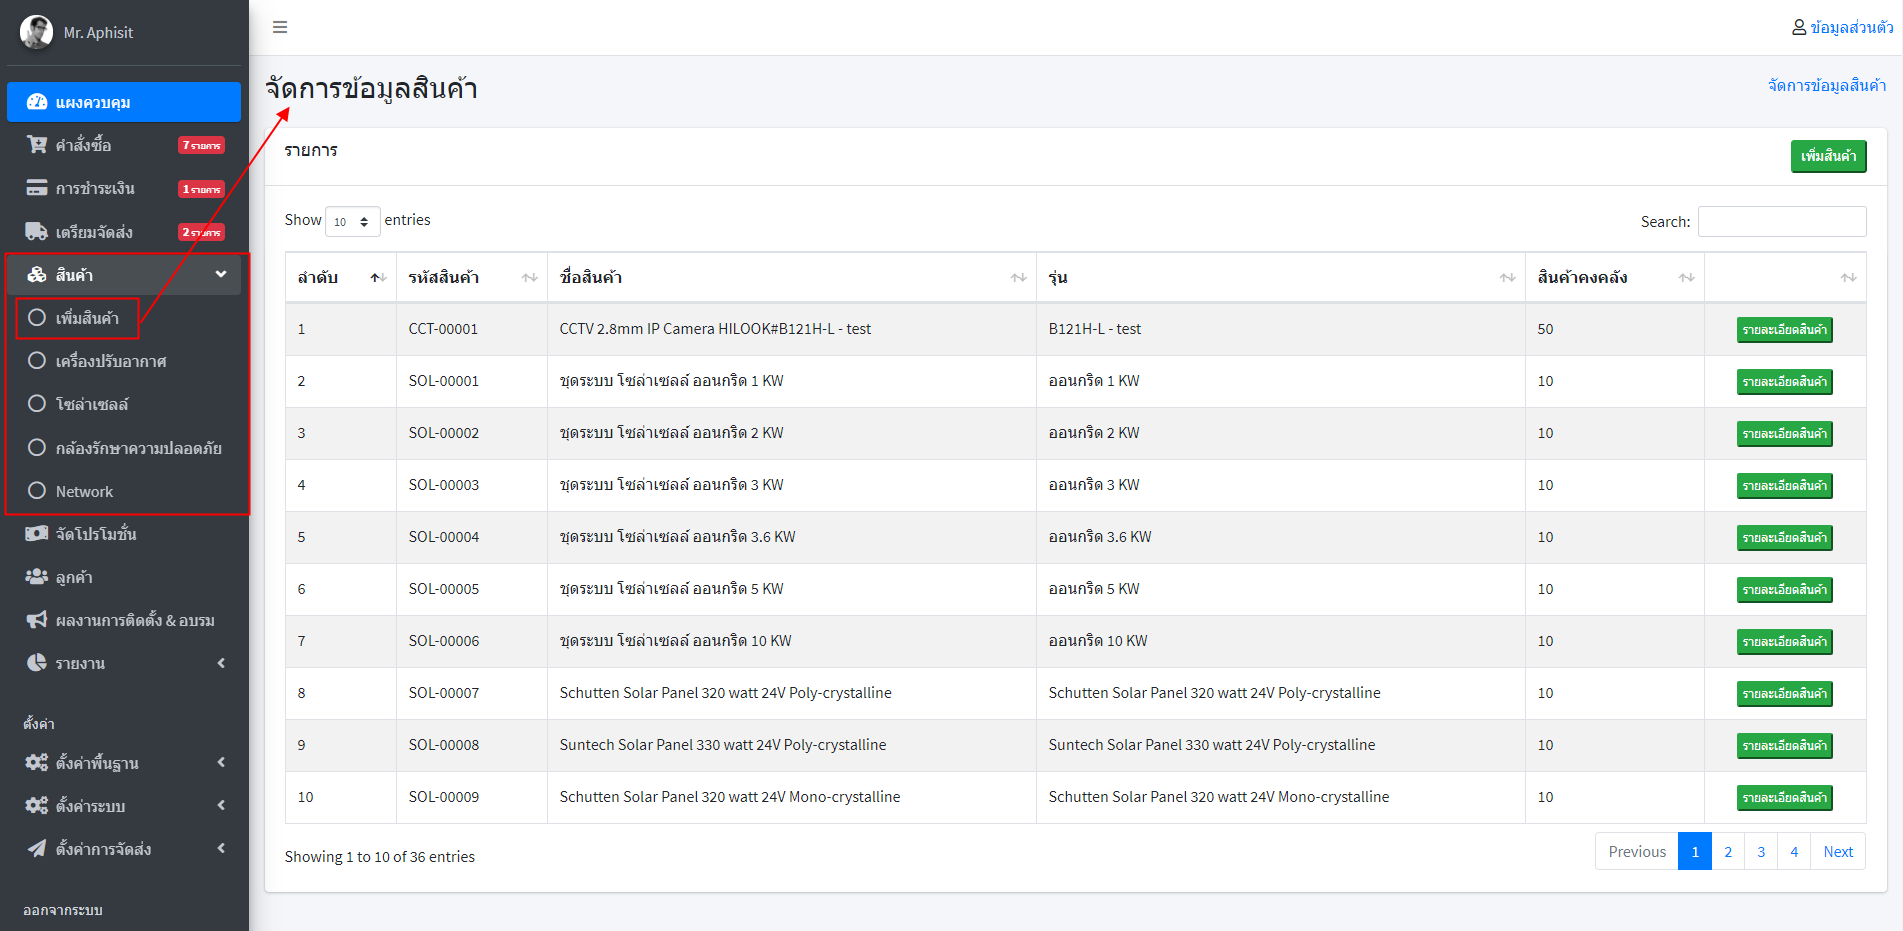 Mr. Aphisit
ข้อมูลส่วนตัว
แผงควบคุม
คำสั่งซื้อ 7 รายการ
การชำระเงิน 1 รายการ
เตรียมจัดส่ง 2 รายการ
สินค้า
เพิ่มสินค้า
เครื่องปรับอากาศ
โซล่าเซลล์
กล้องรักษาความปลอดภัย
Network
จัดโปรโมชั่น
ลูกค้า
ผลงานการติดตั้ง & อบรม
รายงาน
ตั้งค่า
ตั้งค่าพื้นฐาน
ตั้งค่าระบบ
ตั้งค่าการจัดส่ง
ออกจากระบบ
จัดการข้อมูลสินค้า
จัดการข้อมูลสินค้า
รายการ
เพิ่มสินค้า
Show 10 entries
Search:
ลำดับ รหัสสินค้า ชื่อสินค้า รุ่น สินค้าคงคลัง
1 CCT-00001 CCTV 2.8mm IP Camera HILOOK#B121H-L - test B121H-L - test 50 รายละเอียดสินค้า
2 SOL-00001 ชุดระบบ โซล่าเซลล์ ออนกริด 1 KW ออนกริด 1 KW 10 รายละเอียดสินค้า
3 SOL-00002 ชุดระบบ โซล่าเซลล์ ออนกริด 2 KW ออนกริด 2 KW 10 รายละเอียดสินค้า
4 SOL-00003 ชุดระบบ โซล่าเซลล์ ออนกริด 3 KW ออนกริด 3 KW 10 รายละเอียดสินค้า
5 SOL-00004 ชุดระบบ โซล่าเซลล์ ออนกริด 3.6 KW ออนกริด 3.6 KW 10 รายละเอียดสินค้า
6 SOL-00005 ชุดระบบ โซล่าเซลล์ ออนกริด 5 KW ออนกริด 5 KW 10 รายละเอียดสินค้า
7 SOL-00006 ชุดระบบ โซล่าเซลล์ ออนกริด 10 KW ออนกริด 10 KW 10 รายละเอียดสินค้า
8 SOL-00007 Schutten Solar Panel 320 watt 24V Poly-crystalline Schutten Solar Panel 320 watt 24V Poly-crystalline 10 รายละเอียดสินค้า
9 SOL-00008 Suntech Solar Panel 330 watt 24V Poly-crystalline Suntech Solar Panel 330 watt 24V Poly-crystalline 10 รายละเอียดสินค้า
10 SOL-00009 Schutten Solar Panel 320 watt 24V Mono-crystalline Schutten Solar Panel 320 watt 24V Mono-crystalline 10 รายละเอียดสินค้า
Showing 1 to 10 of 36 entries
Previous 1 2 3 4 Next